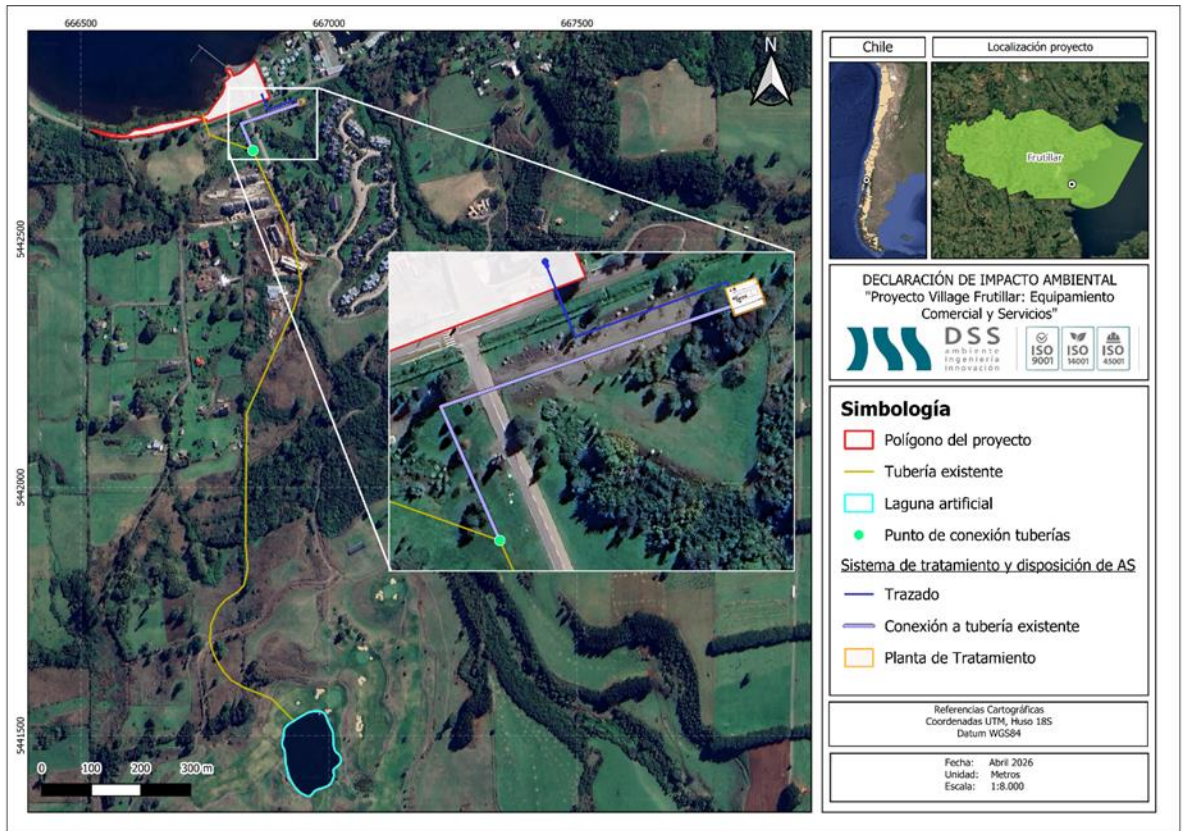 666500
667000
667500
5442500
5442000
5441500
N
0 100 200 300 m
Chile
Localización proyecto
Frutillar
DECLARACIÓN DE IMPACTO AMBIENTAL
"Proyecto Village Frutillar: Equipamiento
Comercial y Servicios"
DSS
ambiente
ingeniería
innovación
ISO
9001
ISO
14001
ISO
45001
Simbología
Polígono del proyecto
Tubería existente
Laguna artificial
Punto de conexión tuberías
Sistema de tratamiento y disposición de AS
Trazado
Conexión a tubería existente
Planta de Tratamiento
Referencias Cartográficas
Coordenadas UTM, Huso 18S
Datum WGS84
Fecha: Abril 2026
Unidad: Metros
Escala: 1:8.000